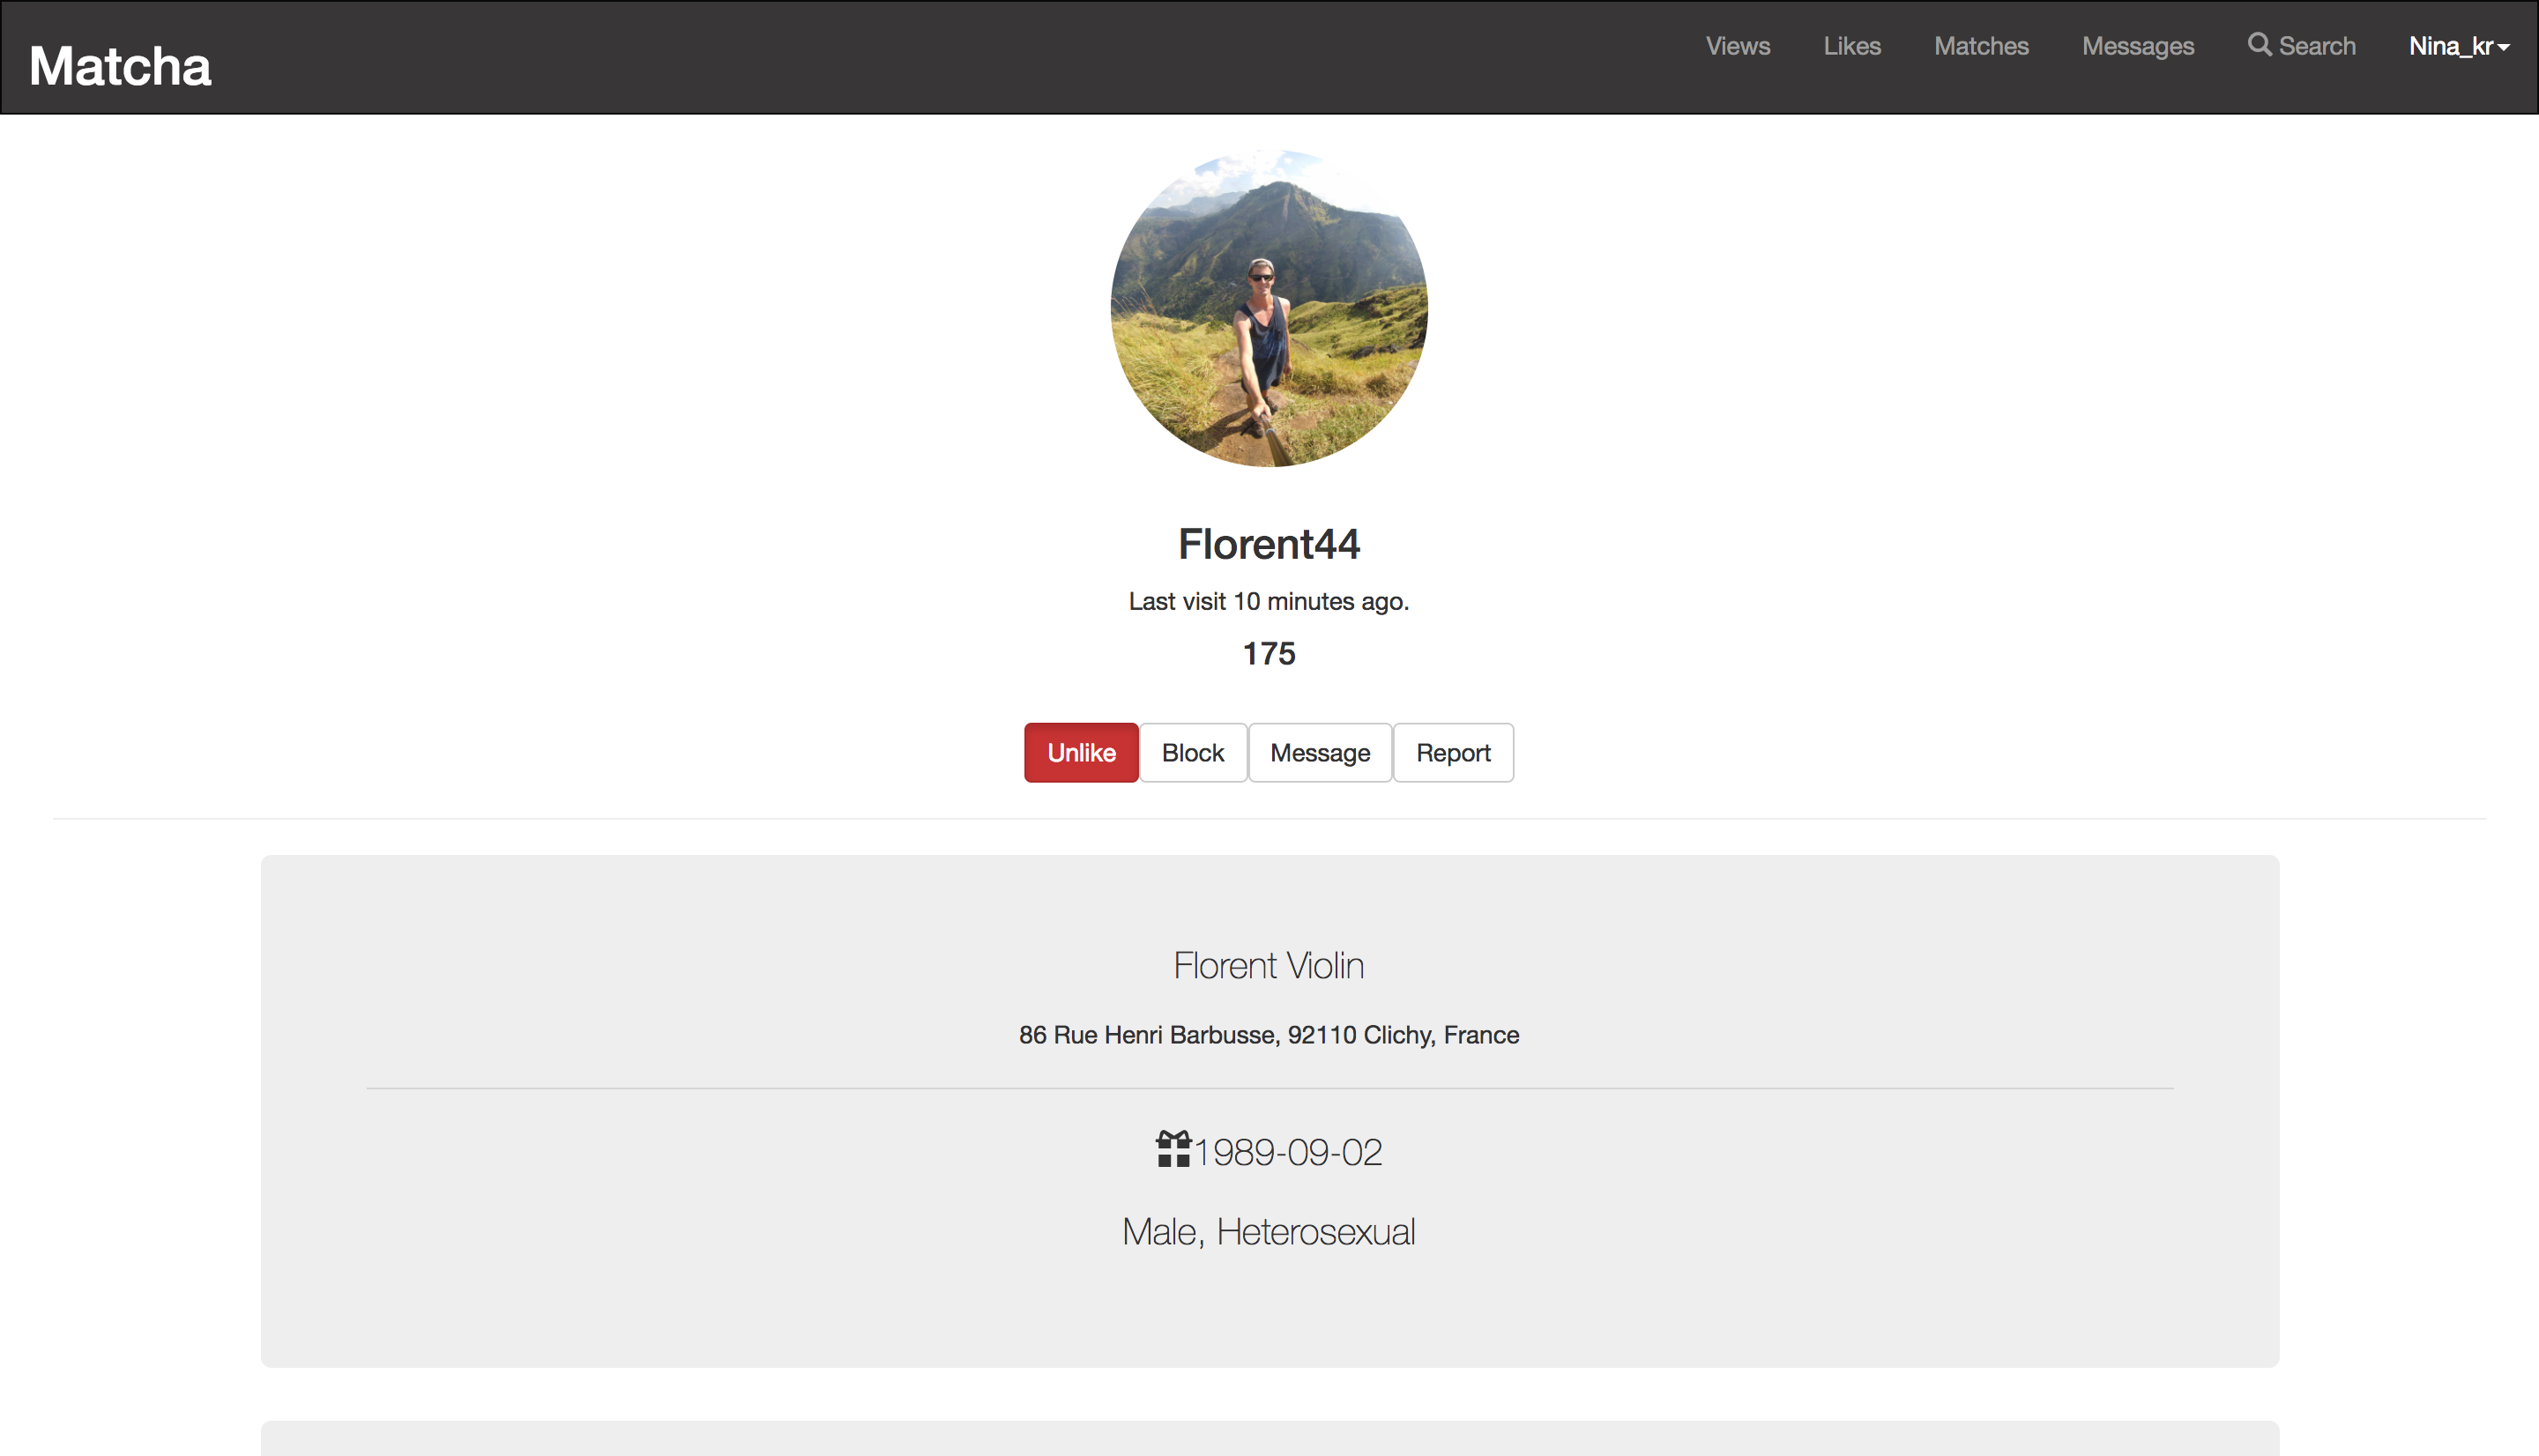 Matcha
Views Likes Matches Messages Search Nina_kr
Florent44
Last visit 10 minutes ago.
175
Unlike Block Message Report
Florent Violin
86 Rue Henri Barbusse, 92110 Clichy, France
1989-09-02
Male, Heterosexual